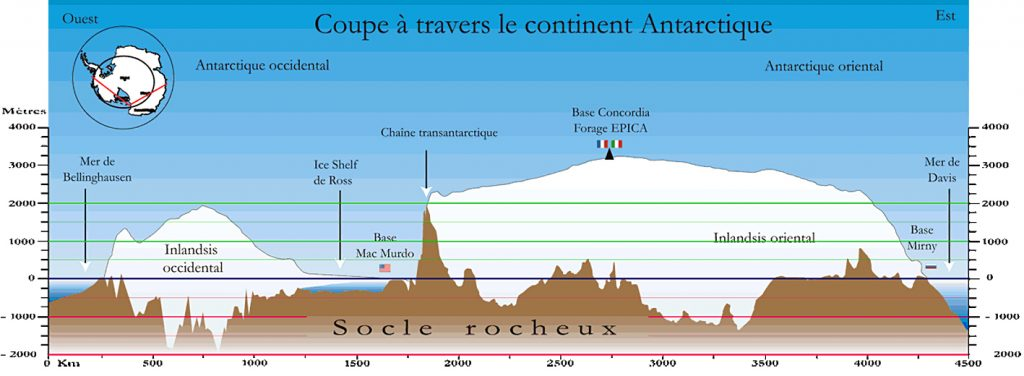 Coupe à travers le continent Antarctique
Ouest
Est
Antarctique occidental
Antarctique oriental
Mètres
4000
3000
2000
1000
0
- 1000
- 2000
4000
3000
2000
1000
0
- 1000
2000
Mer de
Bellinghausen
Ice Shelf
de Ross
Chaîne transantarctique
Base Concordia
Forage EPICA
Mer de
Davis
Base
Mac Murdo
Base
Mirny
Inlandsis
occidental
Inlandsis oriental
Socle rocheux
0
Km
500
1000
1500
2000
2500
3000
3500
4000
4500